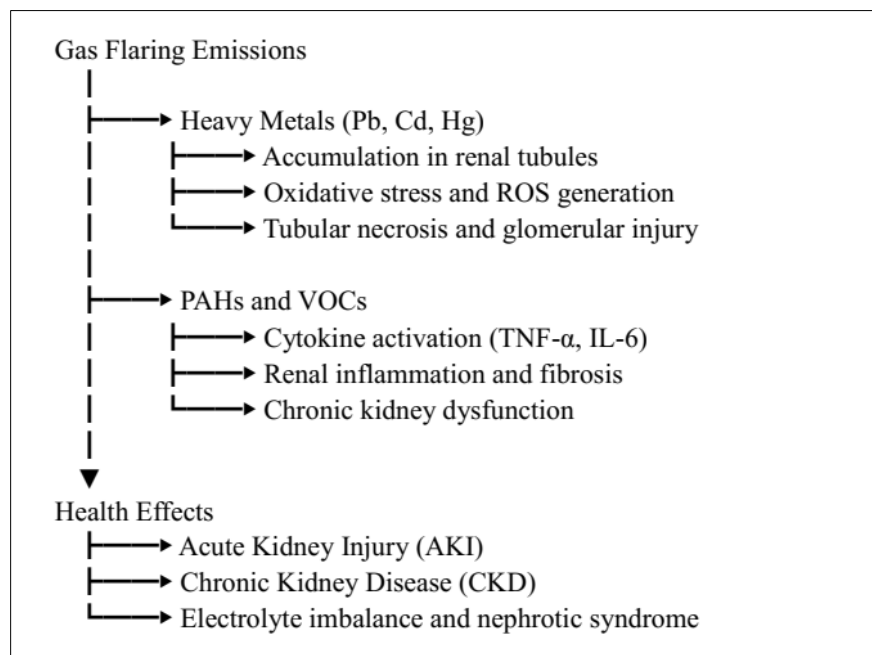 Gas Flaring Emissions
Heavy Metals (Pb, Cd, Hg)
Accumulation in renal tubules
Oxidative stress and ROS generation
Tubular necrosis and glomerular injury
PAHs and VOCs
Cytokine activation (TNF-α, IL-6)
Renal inflammation and fibrosis
Chronic kidney dysfunction
Health Effects
Acute Kidney Injury (AKI)
Chronic Kidney Disease (CKD)
Electrolyte imbalance and nephrotic syndrome